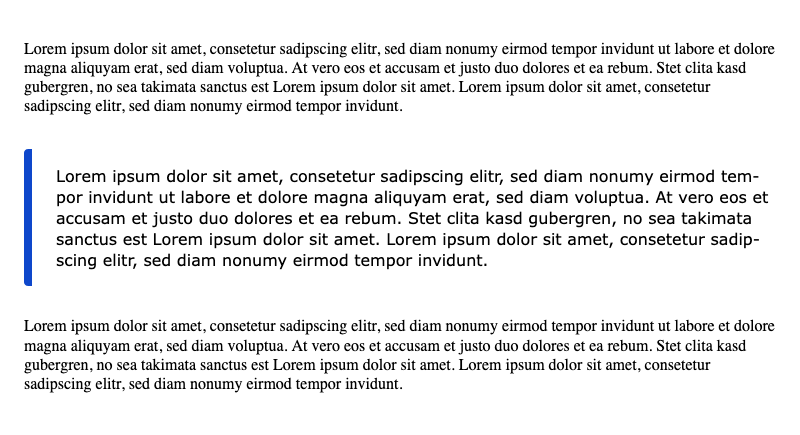 Lorem ipsum dolor sit amet, consetetur sadipscing elitr, sed diam nonumy eirmod tempor invidunt ut labore et dolore
magna aliquyam erat, sed diam voluptua. At vero eos et accusam et justo duo dolores et ea rebum. Stet clita kasd
gubergren, no sea takimata sanctus est Lorem ipsum dolor sit amet. Lorem ipsum dolor sit amet, consetetur
sadipscing elitr, sed diam nonumy eirmod tempor invidunt.
Lorem ipsum dolor sit amet, consetetur sadipscing elitr, sed diam nonumy eirmod tem-
por invidunt ut labore et dolore magna aliquyam erat, sed diam voluptua. At vero eos et
accusam et justo duo dolores et ea rebum. Stet clita kasd gubergren, no sea takimata
sanctus est Lorem ipsum dolor sit amet. Lorem ipsum dolor sit amet, consetetur sadip-
scing elitr, sed diam nonumy eirmod tempor invidunt.
Lorem ipsum dolor sit amet, consetetur sadipscing elitr, sed diam nonumy eirmod tempor invidunt ut labore et dolore
magna aliquyam erat, sed diam voluptua. At vero eos et accusam et justo duo dolores et ea rebum. Stet clita kasd
gubergren, no sea takimata sanctus est Lorem ipsum dolor sit amet. Lorem ipsum dolor sit amet, consetetur
sadipscing elitr, sed diam nonumy eirmod tempor invidunt.